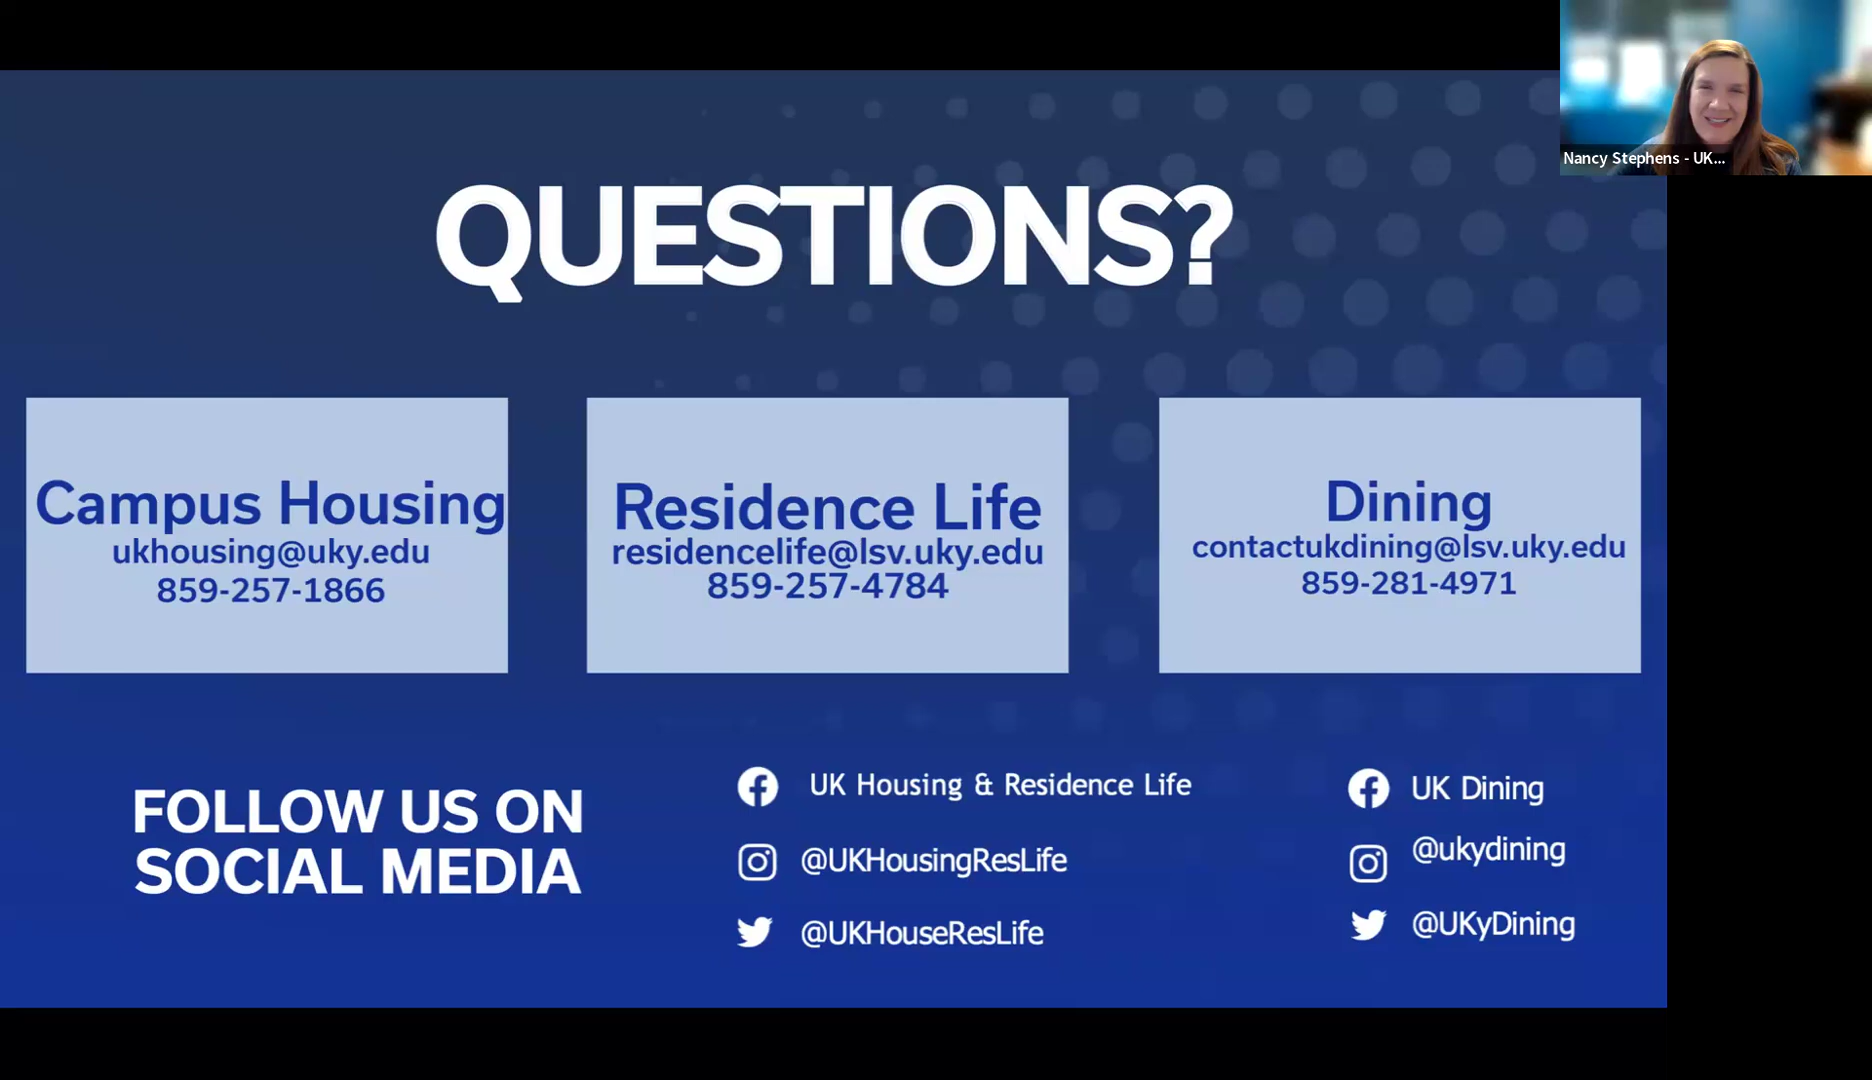 Nancy Stephens - UK...
QUESTIONS?
Campus Housing
ukhousing@uky.edu
859-257-1866
Residence Life
residencelife@lsv.uky.edu
859-257-4784
Dining
contactukdining@lsv.uky.edu
859-281-4971
FOLLOW US ON
SOCIAL MEDIA
UK Housing & Residence Life
@UKHousingResLife
@UKHouseResLife
UK Dining
@ukydining
@UKyDining